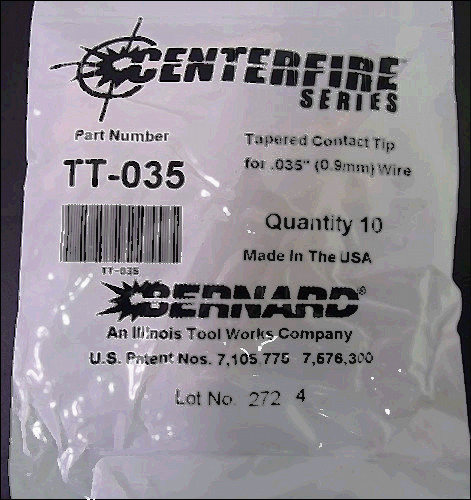 CENTERFIRE™
SERIES
Part Number
TT-035
Tapered Contact Tip
for .035" (0.9mm) Wire
TT-035
Quantity 10
Made In The USA
BERNARD®
An Illinois Tool Works Company
U.S. Patent Nos. 7,105,775 7,576,300
Lot No. 272 4